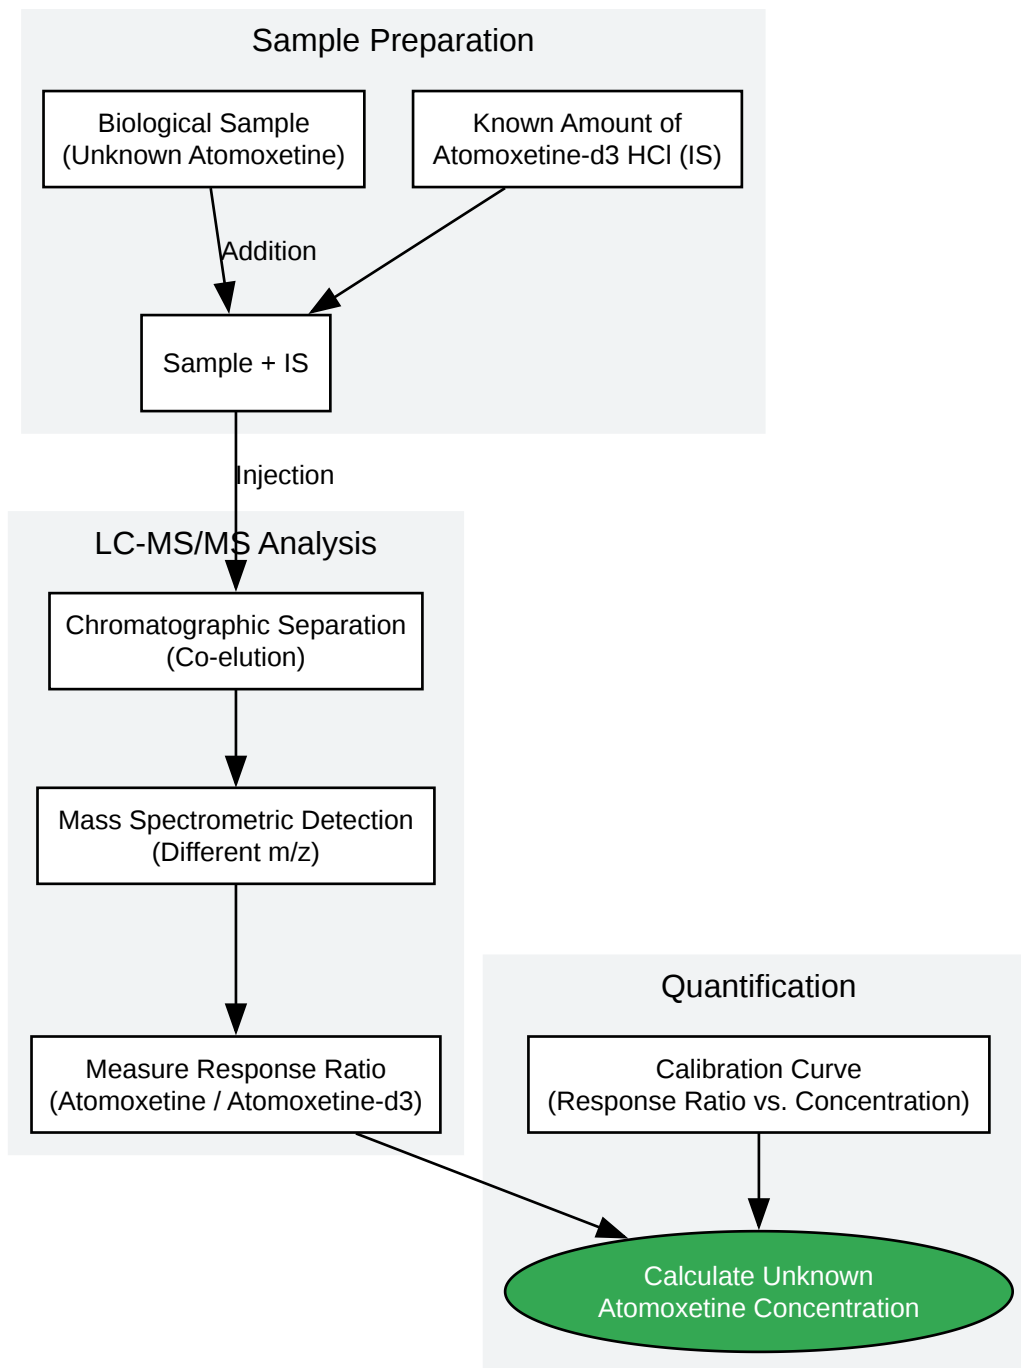 Sample Preparation
Biological Sample
(Unknown Atomoxetine)
Known Amount of
Atomoxetine-d3 HCl (IS)
Addition
Sample + IS
Injection
LC-MS/MS Analysis
Chromatographic Separation
(Co-elution)
Mass Spectrometric Detection
(Different m/z)
Measure Response Ratio
(Atomoxetine / Atomoxetine-d3)
Quantification
Calibration Curve
(Response Ratio vs. Concentration)
Calculate Unknown
Atomoxetine Concentration